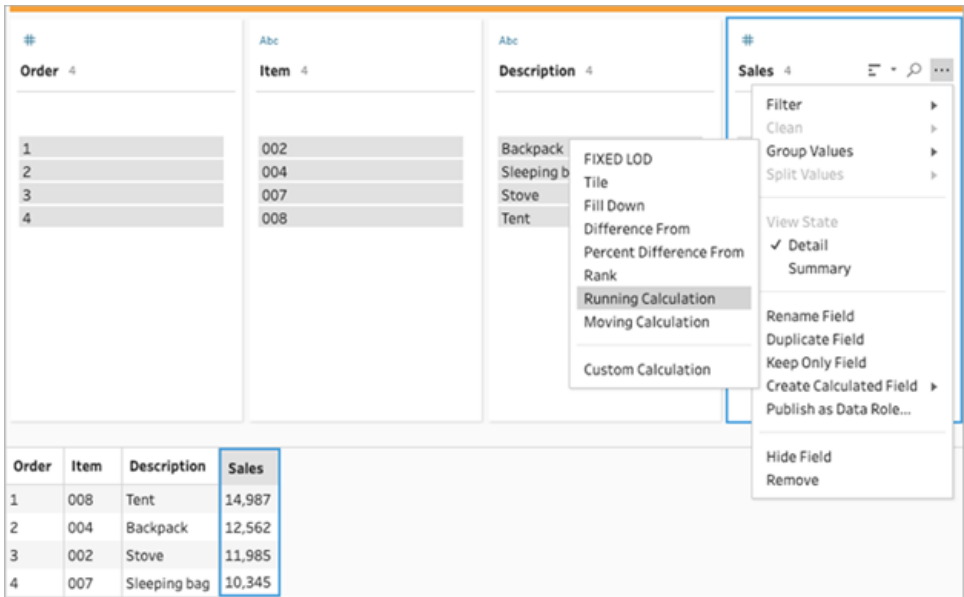 #
Order 4
1
2
3
4
Abc
Item 4
002
004
007
008
Abc
Description 4
Backpack
Sleeping b
Stove
Tent
#
Sales 4
Filter
Clean
Group Values
Split Values
View State
✓ Detail
Summary
Rename Field
Duplicate Field
Keep Only Field
Create Calculated Field
Publish as Data Role...
Hide Field
Remove
FIXED LOD
Tile
Fill Down
Difference From
Percent Difference From
Rank
Running Calculation
Moving Calculation
Custom Calculation
Order Item Description Sales
1 008 Tent 14,987
2 004 Backpack 12,562
3 002 Stove 11,985
4 007 Sleeping bag 10,345